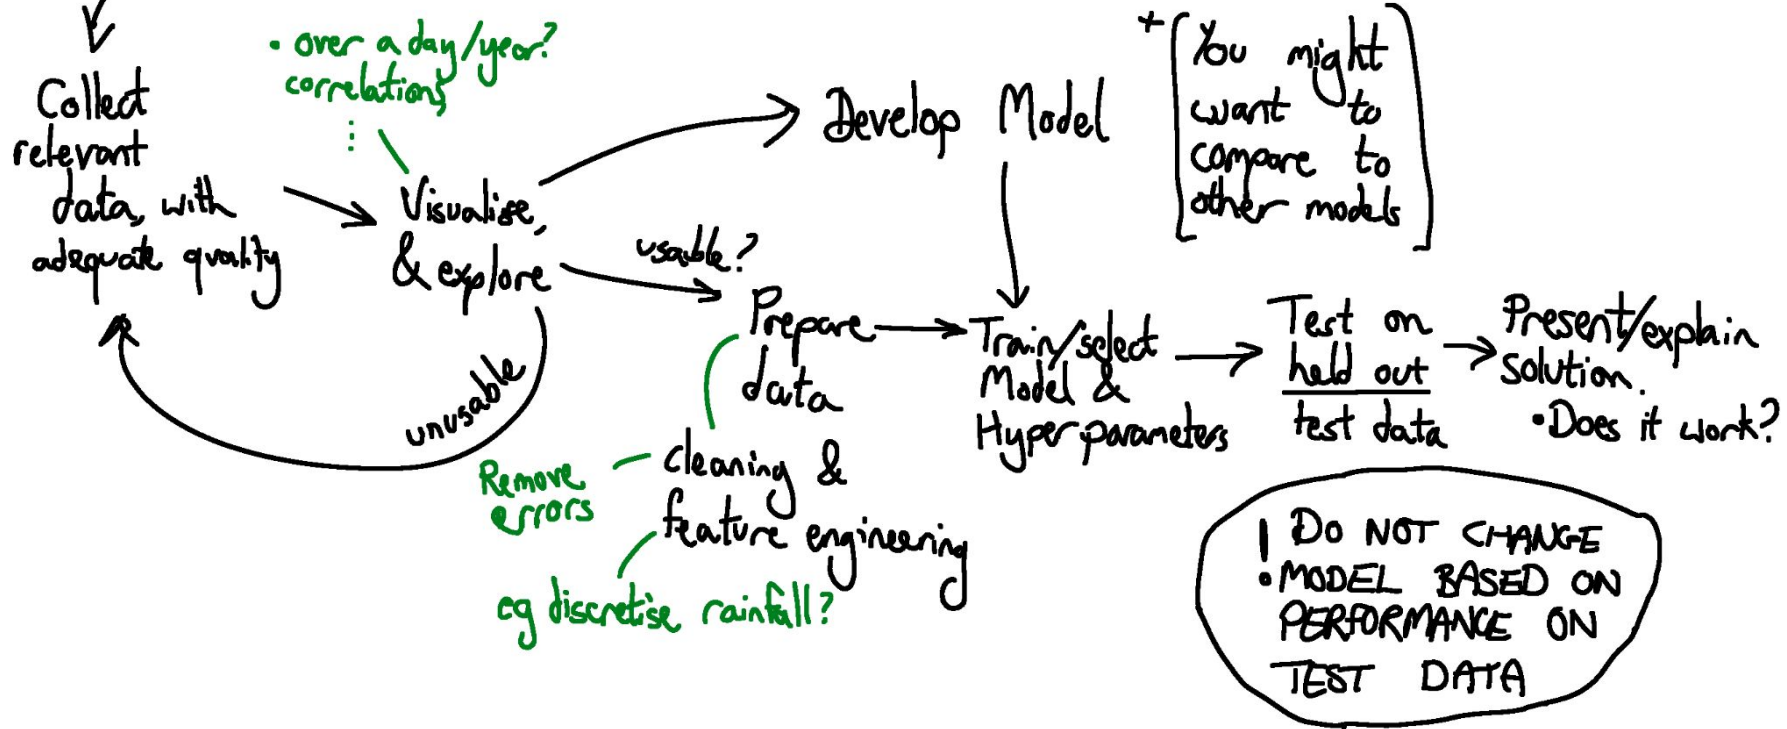 • over a day/year?
correlations
Collect
relevant
data, with
adequate quality
Visualise,
& explore
Develop Model
+
You might
want to
compare to
other models
usable?
unusable
Prepare
data
cleaning &
feature engineering
Remove
errors
eg discretise rainfall?
Train/select
Model &
Hyperparameters
Test on
held out
test data
Present/explain
solution.
• Does it work?
! DO NOT CHANGE
MODEL BASED ON
PERFORMANCE ON
TEST DATA